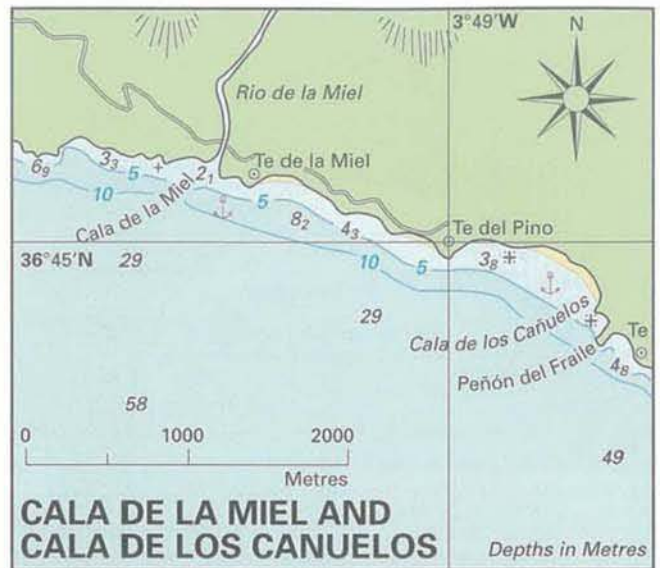 3°49'W
N
Rio de la Miel
6₉
3₃
5
2₁
Te de la Miel
10
Cala de la Miel
5
8₂
4₃
Te del Pino
36°45'N
29
10
5
3₈
29
Cala de los Cañuelos
Te
Peñón del Fraile
4₈
58
49
0 1000 2000
Metres
CALA DE LA MIEL AND
CALA DE LOS CANUELOS
Depths in Metres